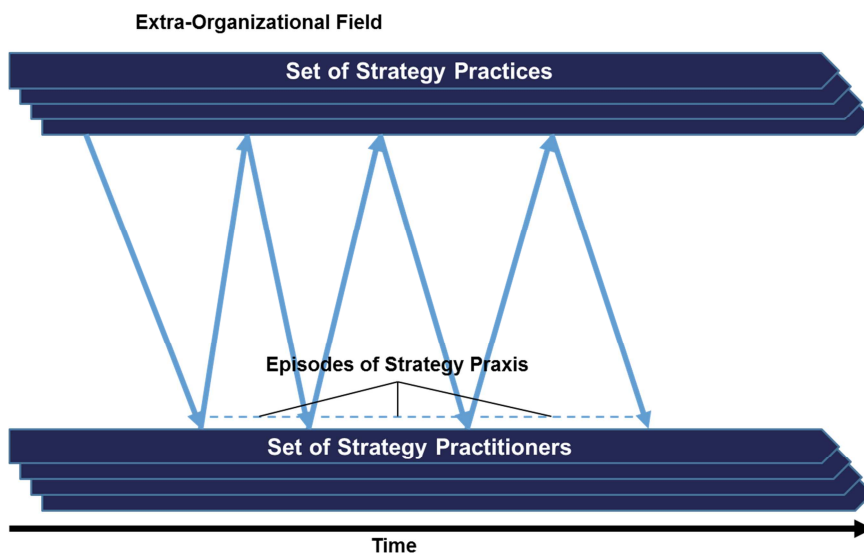 Extra-Organizational Field
Set of Strategy Practices
Episodes of Strategy Praxis
Set of Strategy Practitioners
Time